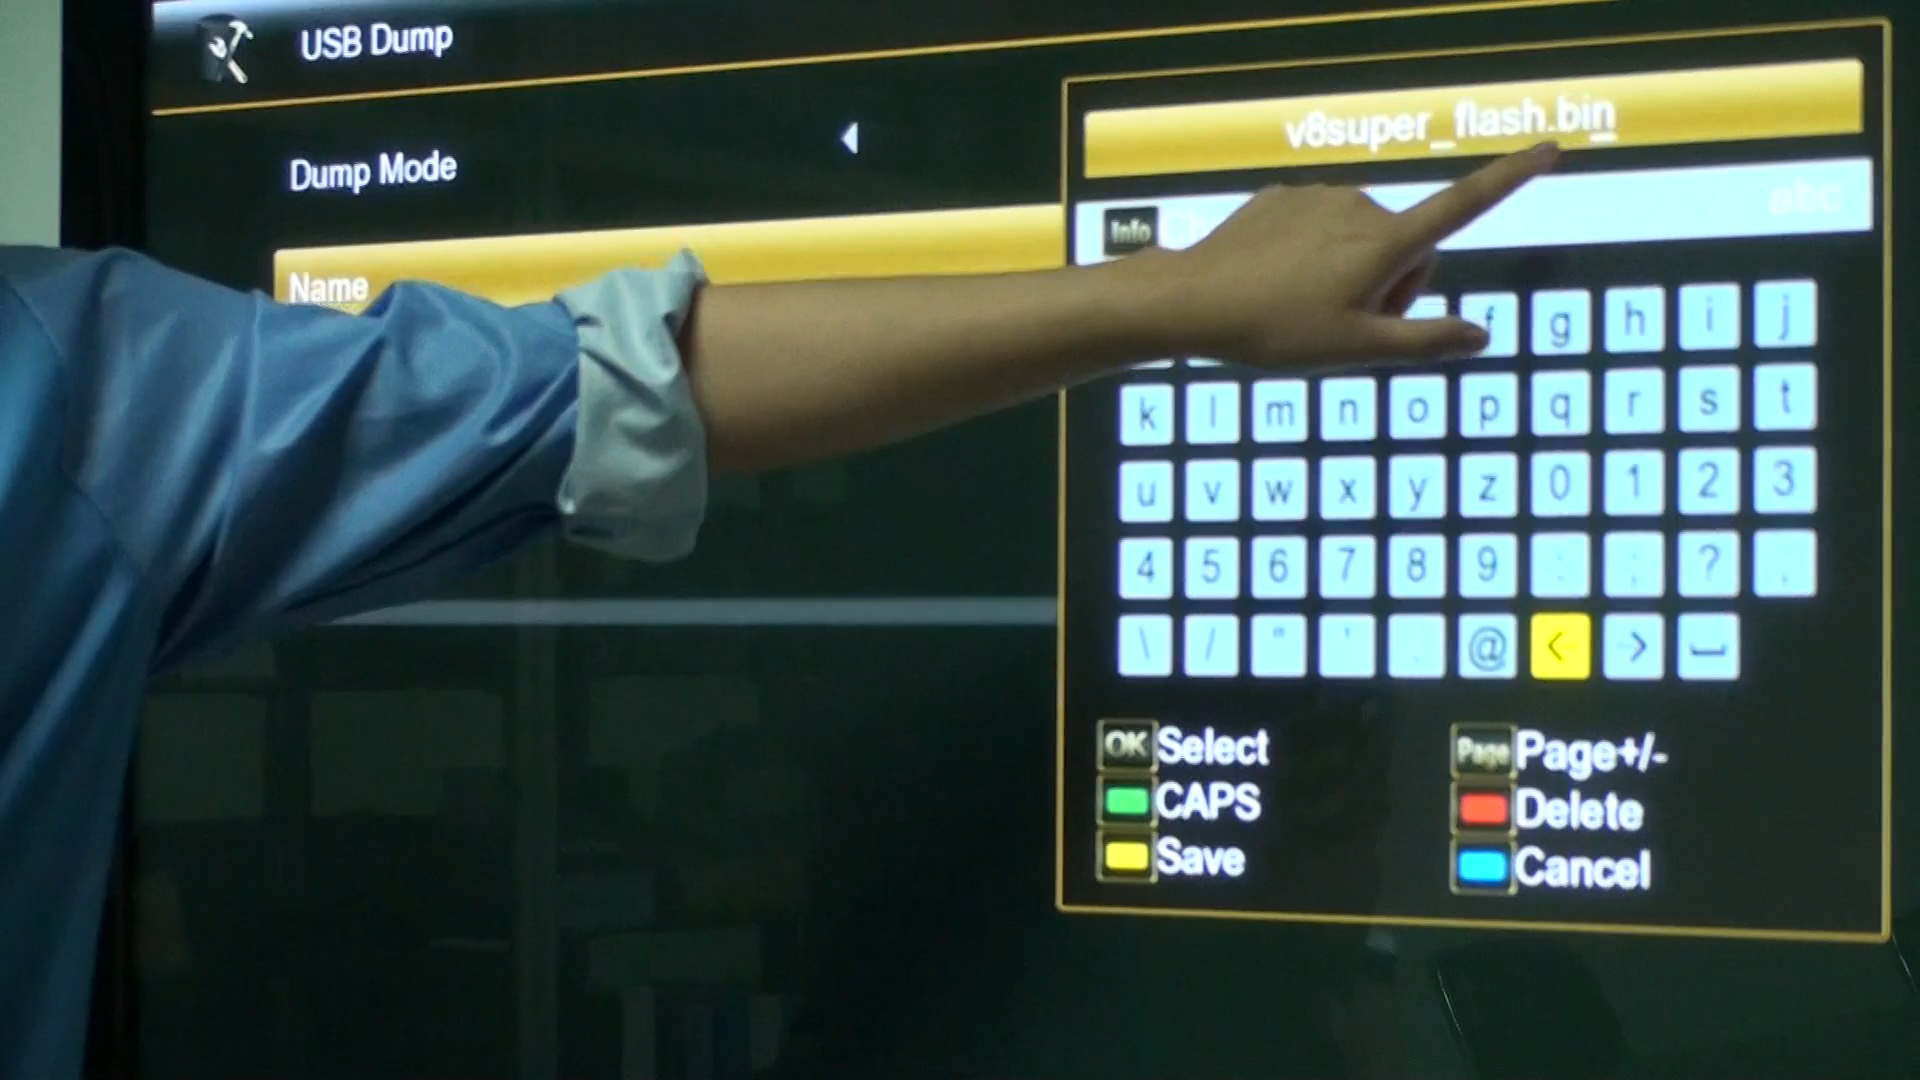 USB Dump
Dump Mode
Name
v8super_flash.bin
Info
abc
f g h i j
k l m n o p q r s t
u v w x y z 0 1 2 3
4 5 6 7 8 9 : ; ? ,
\ / " ' . @ < -> ⎵
OK Select
Page Page+/-
CAPS
Delete
Save
Cancel